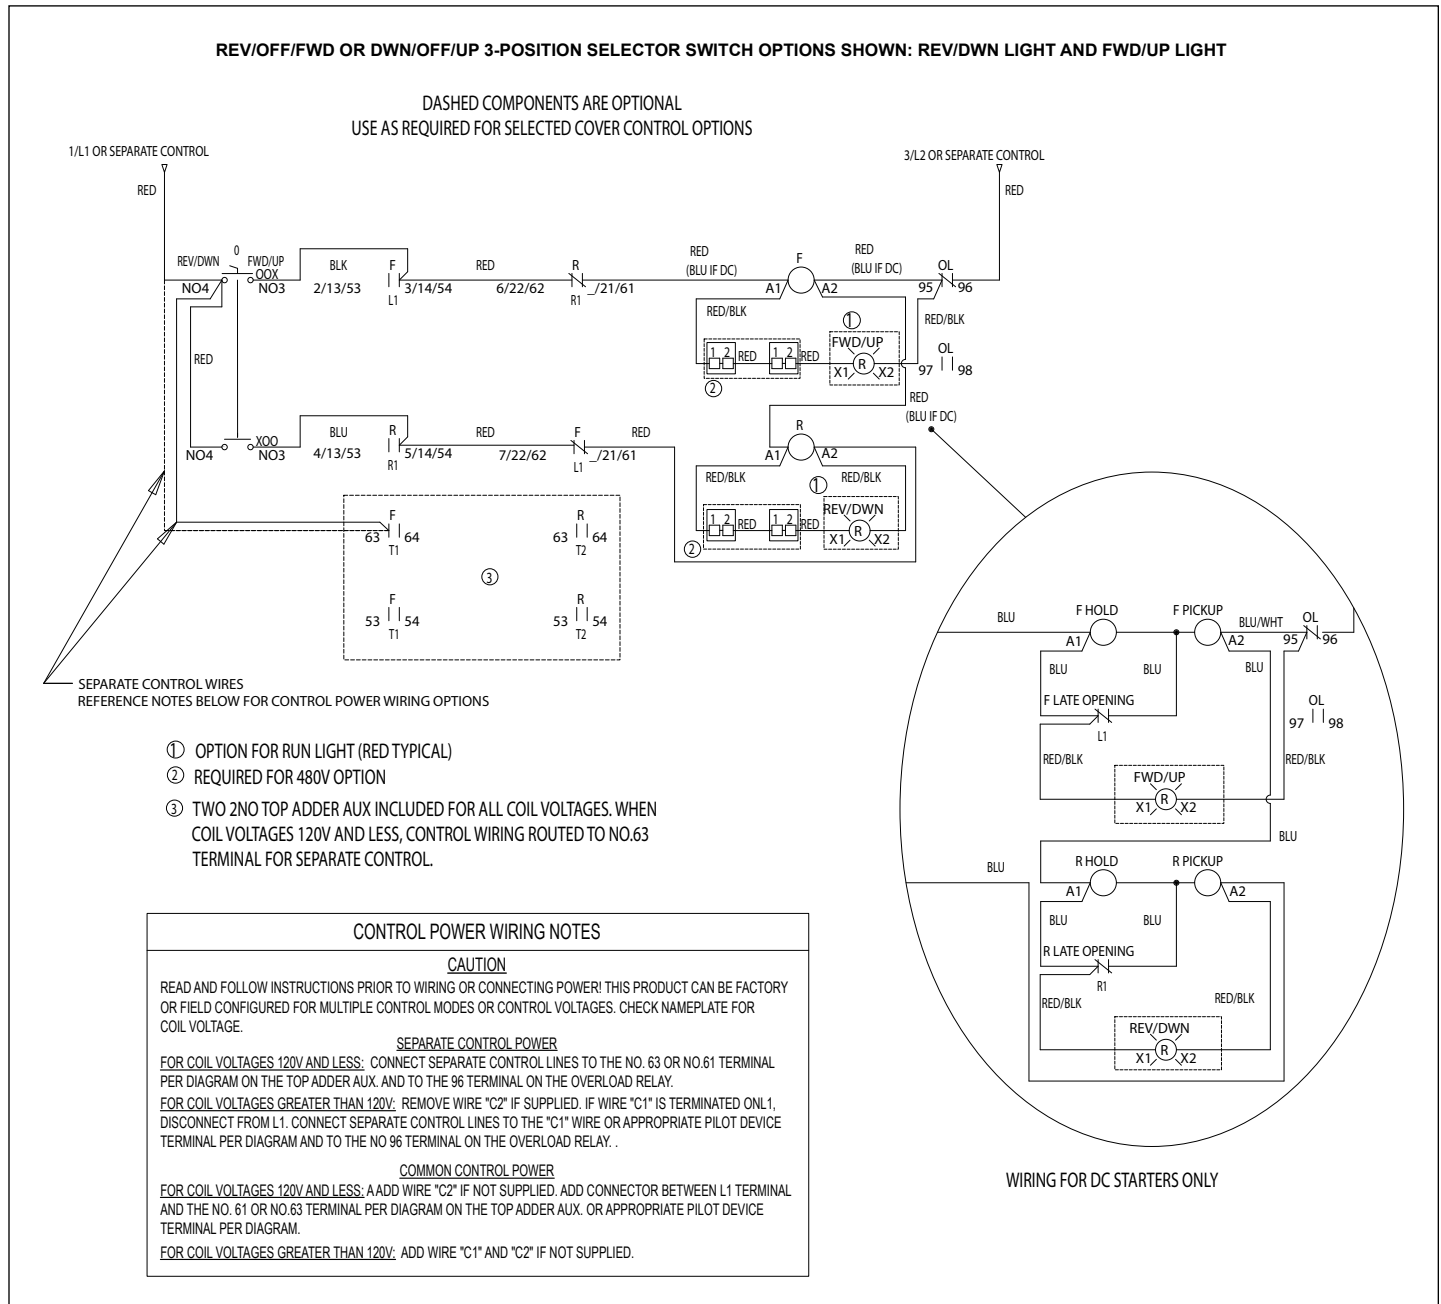 REV/OFF/FWD OR DWN/OFF/UP 3-POSITION SELECTOR SWITCH OPTIONS SHOWN: REV/DWN LIGHT AND FWD/UP LIGHT
DASHED COMPONENTS ARE OPTIONAL
USE AS REQUIRED FOR SELECTED COVER CONTROL OPTIONS
1/L1 OR SEPARATE CONTROL
3/L2 OR SEPARATE CONTROL
RED
RED
REV/DWN
0
FWD/UP
OOX
NO4
NO3
BLK
2/13/53
F
L1
3/14/54
RED
6/22/62
R
R1
_/21/61
RED
(BLU IF DC)
F
A1
A2
RED
(BLU IF DC)
OL
95
96
RED/BLK
RED/BLK
①
FWD/UP
1 2
RED
1 2
RED
R
X1
X2
②
OL
97
98
RED
RED
(BLU IF DC)
XOO
NO4
NO3
BLU
4/13/53
R
R1
5/14/54
RED
7/22/62
F
L1
_/21/61
RED
R
A1
A2
RED/BLK
① RED/BLK
REV/DWN
1 2
RED
1 2
RED
R
X1
X2
②
F
63
64
T1
R
63
64
T2
③
F
53
54
T1
R
53
54
T2
SEPARATE CONTROL WIRES
REFERENCE NOTES BELOW FOR CONTROL POWER WIRING OPTIONS
① OPTION FOR RUN LIGHT (RED TYPICAL)
② REQUIRED FOR 480V OPTION
③ TWO 2NO TOP ADDER AUX INCLUDED FOR ALL COIL VOLTAGES. WHEN
COIL VOLTAGES 120V AND LESS, CONTROL WIRING ROUTED TO NO.63
TERMINAL FOR SEPARATE CONTROL.
BLU
F HOLD
F PICKUP
BLU/WHT
OL
A1
A2
95
96
BLU
BLU
BLU
F LATE OPENING
L1
OL
97
98
RED/BLK
FWD/UP
R
X1
X2
RED/BLK
BLU
BLU
R HOLD
R PICKUP
A1
A2
BLU
BLU
R LATE OPENING
R1
RED/BLK
RED/BLK
REV/DWN
R
X1
X2
WIRING FOR DC STARTERS ONLY
CONTROL POWER WIRING NOTES
CAUTION
READ AND FOLLOW INSTRUCTIONS PRIOR TO WIRING OR CONNECTING POWER! THIS PRODUCT CAN BE FACTORY
OR FIELD CONFIGURED FOR MULTIPLE CONTROL MODES OR CONTROL VOLTAGES. CHECK NAMEPLATE FOR
COIL VOLTAGE.
SEPARATE CONTROL POWER
FOR COIL VOLTAGES 120V AND LESS: CONNECT SEPARATE CONTROL LINES TO THE NO. 63 OR NO.61 TERMINAL
PER DIAGRAM ON THE TOP ADDER AUX. AND TO THE 96 TERMINAL ON THE OVERLOAD RELAY.
FOR COIL VOLTAGES GREATER THAN 120V: REMOVE WIRE "C2" IF SUPPLIED. IF WIRE "C1" IS TERMINATED ONL1,
DISCONNECT FROM L1. CONNECT SEPARATE CONTROL LINES TO THE "C1" WIRE OR APPROPRIATE PILOT DEVICE
TERMINAL PER DIAGRAM AND TO THE NO 96 TERMINAL ON THE OVERLOAD RELAY. .
COMMON CONTROL POWER
FOR COIL VOLTAGES 120V AND LESS: A ADD WIRE "C2" IF NOT SUPPLIED. ADD CONNECTOR BETWEEN L1 TERMINAL
AND THE NO. 61 OR NO.63 TERMINAL PER DIAGRAM ON THE TOP ADDER AUX. OR APPROPRIATE PILOT DEVICE
TERMINAL PER DIAGRAM.
FOR COIL VOLTAGES GREATER THAN 120V: ADD WIRE "C1" AND "C2" IF NOT SUPPLIED.